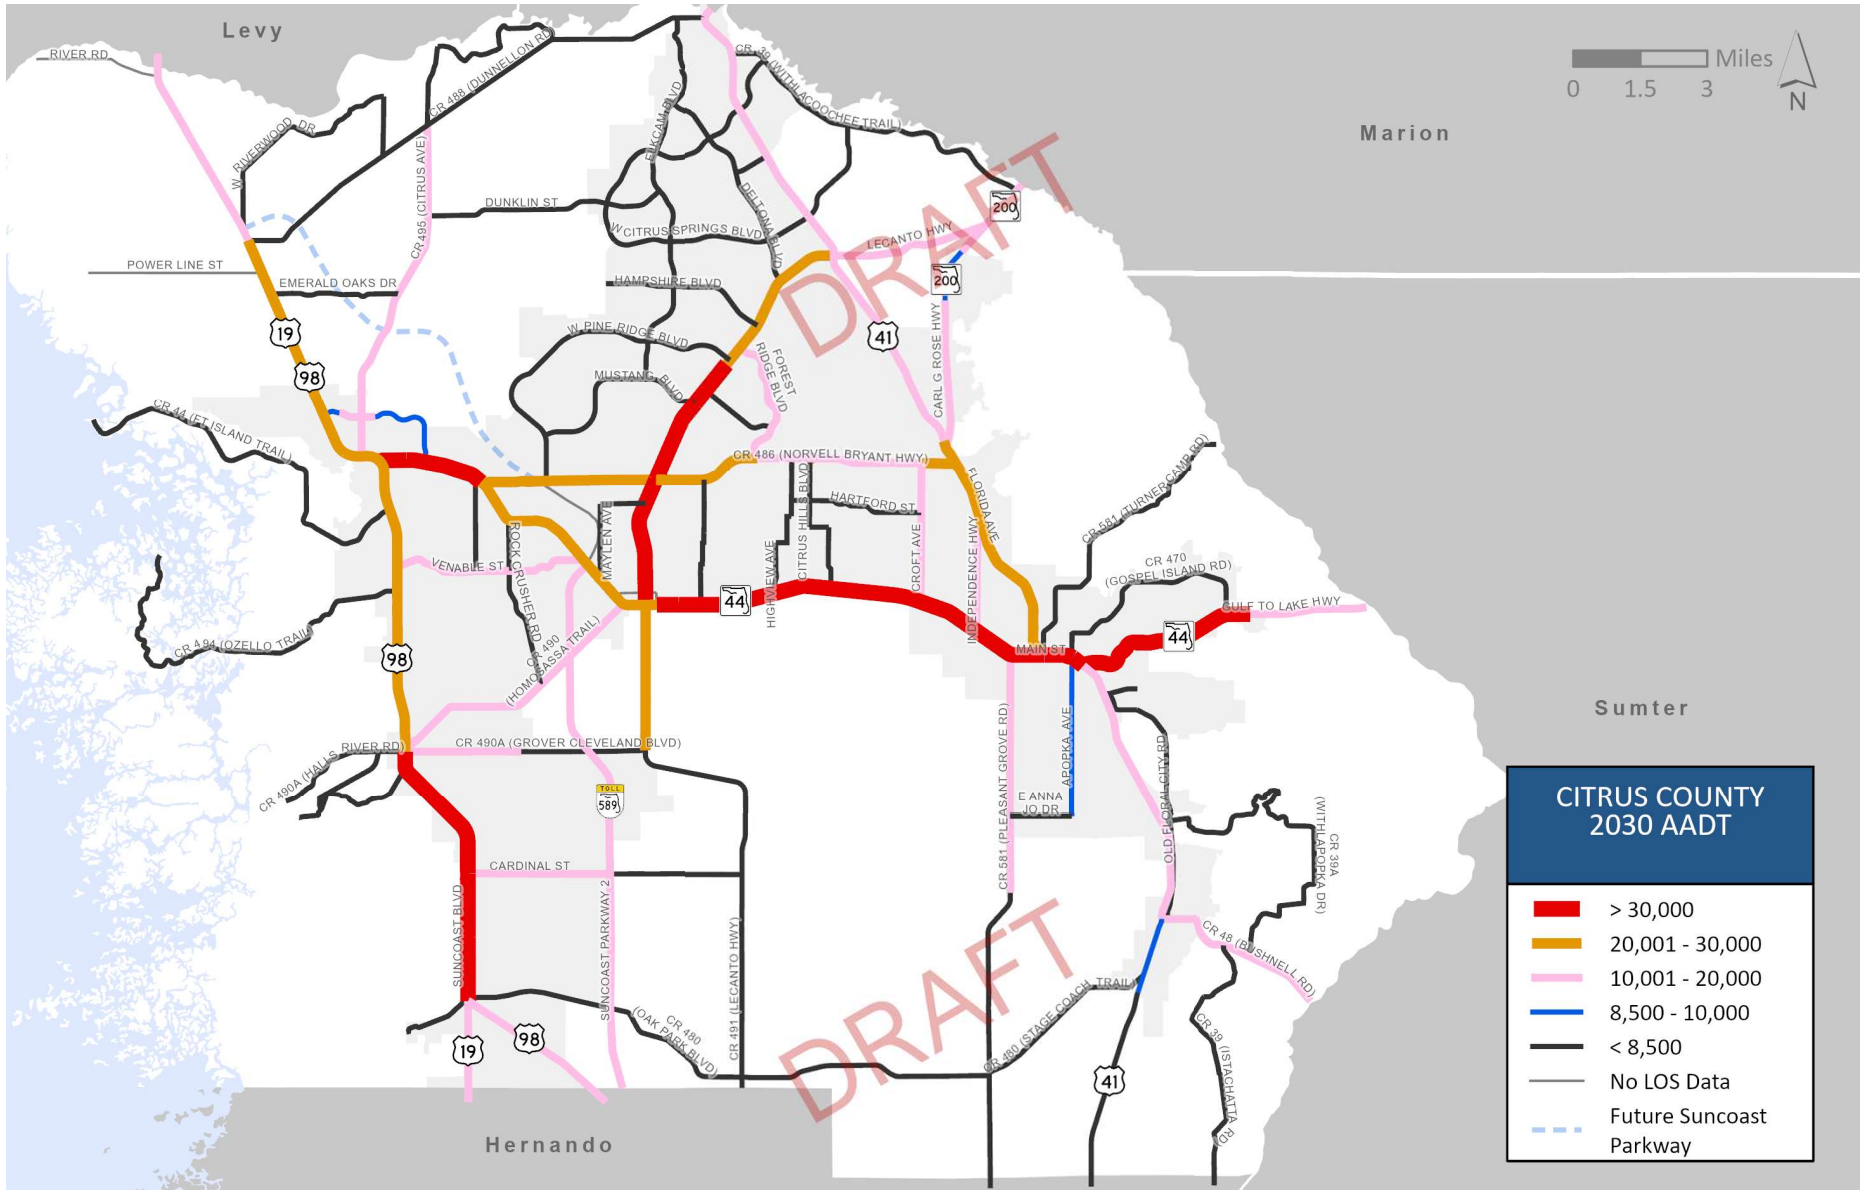 Levy
RIVER RD
CR 488 (DUNNELLON RD)
W RIVERWOOD DR
CR 495 (CITRUS AVE)
DUNKLIN ST
POWER LINE ST
EMERALD OAKS DR
19
98
ELKCAM BLVD
CR 39 (WITHLACOOCHEE TRAIL)
DELTONA BLVD
W CITRUS SPRINGS BLVD
HAMPSHIRE BLVD
W PINE RIDGE BLVD
MUSTANG BLVD
FOREST
RIDGE BLVD
LECANTO HWY
200
200
41
CARL G ROSE HWY
DRAFT
Marion
0 1.5 3 Miles
N
CR 44 (FT ISLAND TRAIL)
CR 486 (NORVELL BRYANT HWY)
HARTFORD ST
CITRUS HILLS BLVD
HIGHVIEW AVE
MAYLEN AVE
ROCK CRUSHER RD
VENABLE ST
CROFT AVE
INDEPENDENCE HWY
FLORIDA AVE
CR 581 (TURNER CAMP RD)
CR 470
(GOSPEL ISLAND RD)
GULF TO LAKE HWY
44
44
MAIN ST
CR 494 (OZELLO TRAIL)
98
CR 490
(HOMOSASSA TRAIL)
CR 490A (HALLS RIVER RD)
CR 490A (GROVER CLEVELAND BLVD)
TOLL
589
CARDINAL ST
SUNCOAST BLVD
SUNCOAST PARKWAY 2
CR 491 (LECANTO HWY)
CR 480
(OAK PARK BLVD)
19
98
CR 581 (PLEASANT GROVE RD)
APOPKA AVE
E ANNA
JO DR
OLD FLORAL CITY RD
CR 39A
(WITHLAPOPKA DR)
CR 48 (BUSHNELL RD)
CR 480 (STAGE COACH TRAIL)
CR 39 (ISTACHATTA RD)
41
DRAFT
Hernando
Sumter
CITRUS COUNTY
2030 AADT
> 30,000
20,001 - 30,000
10,001 - 20,000
8,500 - 10,000
< 8,500
No LOS Data
Future Suncoast
Parkway